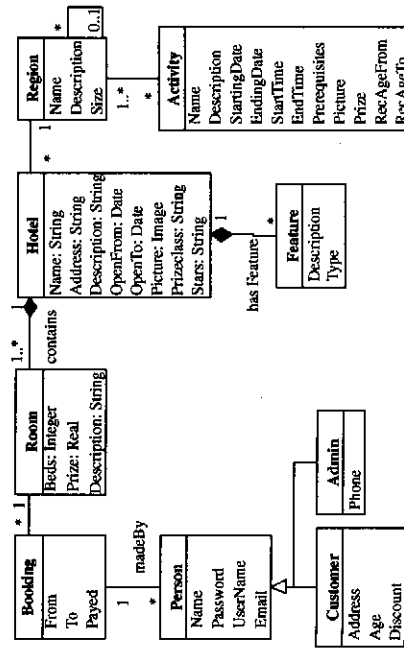 Booking
From
To
Payed
* 1
Room
Beds: Integer
Prize: Real
Description: String
1..*
contains
1
Hotel
Name: String
Address: String
Description: String
OpenFrom: Date
OpenTo: Date
Picture: Image
Prizeclass: String
Stars: String
*
1
Region
Name
Description
Size
*
0..1
1..*
*
Activity
Name
Description
StartingDate
EndingDate
StartTime
EndTime
Prerequisites
Picture
Prize
RecAgeFrom
RecAgeTo
1
has Feature
*
Feature
Description
Type
1
madeBy
*
Person
Name
Password
UserName
Email
Customer
Address
Age
Discount
Admin
Phone